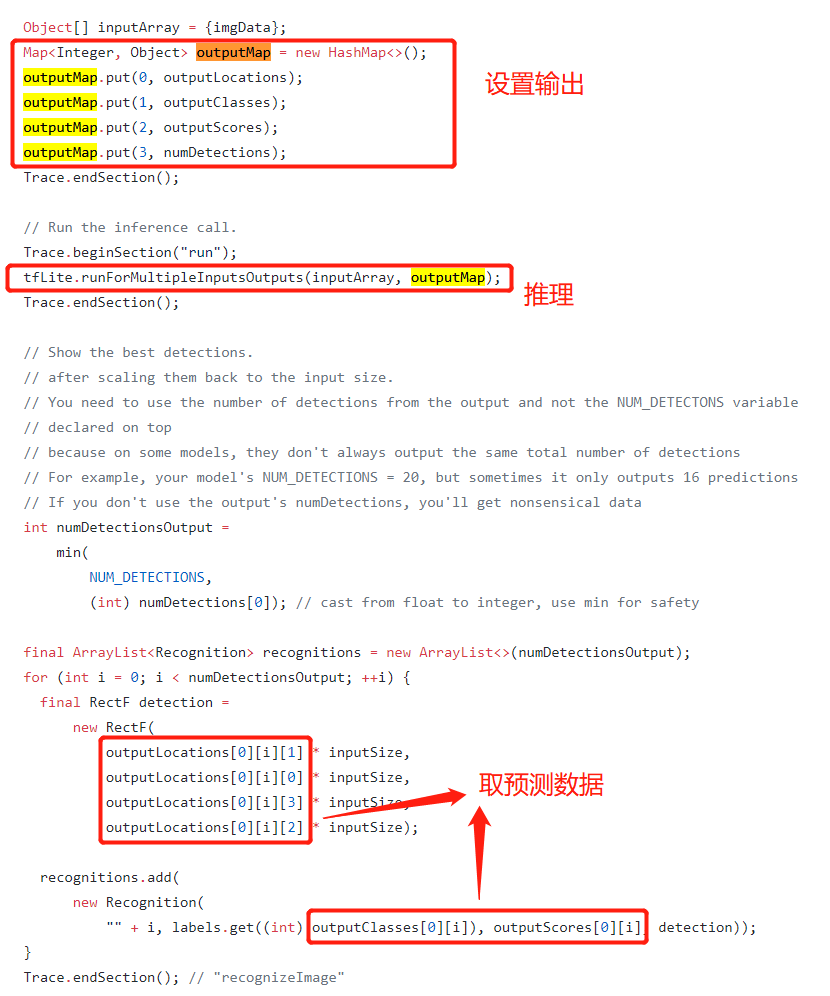 Object[] inputArray = {imgData};
Map<Integer, Object> outputMap = new HashMap<>();
outputMap.put(0, outputLocations);
设置输出
outputMap.put(1, outputClasses);
outputMap.put(2, outputScores);
outputMap.put(3, numDetections);
Trace.endSection();
// Run the inference call.
Trace.beginSection("run");
tfLite.runForMultipleInputsOutputs(inputArray, outputMap);
推理
Trace.endSection();
// Show the best detections.
// after scaling them back to the input size.
// You need to use the number of detections from the output and not the NUM_DETECTONS variable
// declared on top
// because on some models, they don't always output the same total number of detections
// For example, your model's NUM_DETECTIONS = 20, but sometimes it only outputs 16 predictions
// If you don't use the output's numDetections, you'll get nonsensical data
int numDetectionsOutput =
min(
NUM_DETECTIONS,
(int) numDetections[0]); // cast from float to integer, use min for safety
final ArrayList<Recognition> recognitions = new ArrayList<>(numDetectionsOutput);
for (int i = 0; i < numDetectionsOutput; ++i) {
final RectF detection =
new RectF(
outputLocations[0][i][1] * inputSize,
outputLocations[0][i][0] * inputSize,
取预测数据
outputLocations[0][i][3] * inputSize,
outputLocations[0][i][2] * inputSize);
recognitions.add(
new Recognition(
"" + i, labels.get((int) outputClasses[0][i]), outputScores[0][i], detection));
}
Trace.endSection(); // "recognizeImage"